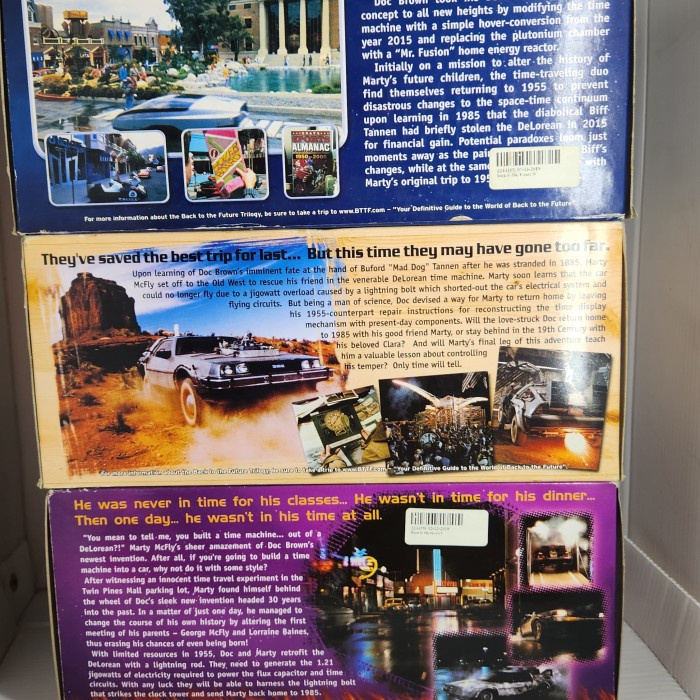 Doc Brown took
concept to all new heights by modifying the time
machine with a simple hover-conversion from the
year 2015 and replacing the plutonium chamber
with a "Mr. Fusion" home energy reactor.
Initially on a mission to alter the history of
Marty's future children, the time-traveling duo
find themselves returning to 1955 to prevent
disastrous changes to the space-time continuum
upon learning in 1985 that the diabolical Biff
Tannen had briefly stolen the DeLorean in 2015
for financial gain. Potential paradoxes loom just
moments away as the pair Biff's
changes, while at the same with
Marty's original trip to 195
ALMANAC
1950-2000
For more information about the Back to the Future Trilogy, be sure to take a trip to www.BTTF.com - "Your Definitive Guide to the World of Back to the Future"
They've saved the best trip for last... But this time they may have gone too far.
Upon learning of Doc Brown's imminent fate at the hand of Buford "Mad Dog" Tannen after he was stranded in 1885, Marty
McFly set off to the Old West to rescue his friend in the venerable DeLorean time machine. Marty soon learns that the car
could no longer fly due to a jigowatt overload caused by a lightning bolt which shorted-out the car's electrical system and
flying circuits. But being a man of science, Doc devised a way for Marty to return home by leaving
his 1955-counterpart repair instructions for reconstructing the time display
mechanism with present-day components. Will the love-struck Doc return home
to 1985 with his good friend Marty, or stay behind in the 19th Century with
his beloved Clara? And will Marty's final leg of this adventure teach
him a valuable lesson about controlling
his temper? Only time will tell.
For more information about the Back to the Future Trilogy, be sure to take a trip to www.BTTF.com - "Your Definitive Guide to the World of Back to the Future".
He was never in time for his classes... He wasn't in time for his dinner...
Then one day... he wasn't in his time at all.
"You mean to tell me, you built a time machine... out of a
DeLorean?!" Marty McFly's sheer amazement of Doc Brown's
newest invention. After all, if you're going to build a time
machine into a car, why not do it with some style?
After witnessing an innocent time travel experiment in the
Twin Pines Mall parking lot, Marty found himself behind
the wheel of Doc's sleek new invention headed 30 years
into the past. In a matter of just one day, he managed to
change the course of his own history by altering the first
meeting of his parents – George McFly and Lorraine Baines,
thus erasing his chances of even being born!
With limited resources in 1955, Doc and Marty retrofit the
DeLorean with a lightning rod. They need to generate the 1.21
jigowatts of electricity required to power the flux capacitor and time
circuits. With any luck they will be able to harness the lightning bolt
that strikes the clock tower and send Marty back home to 1985.